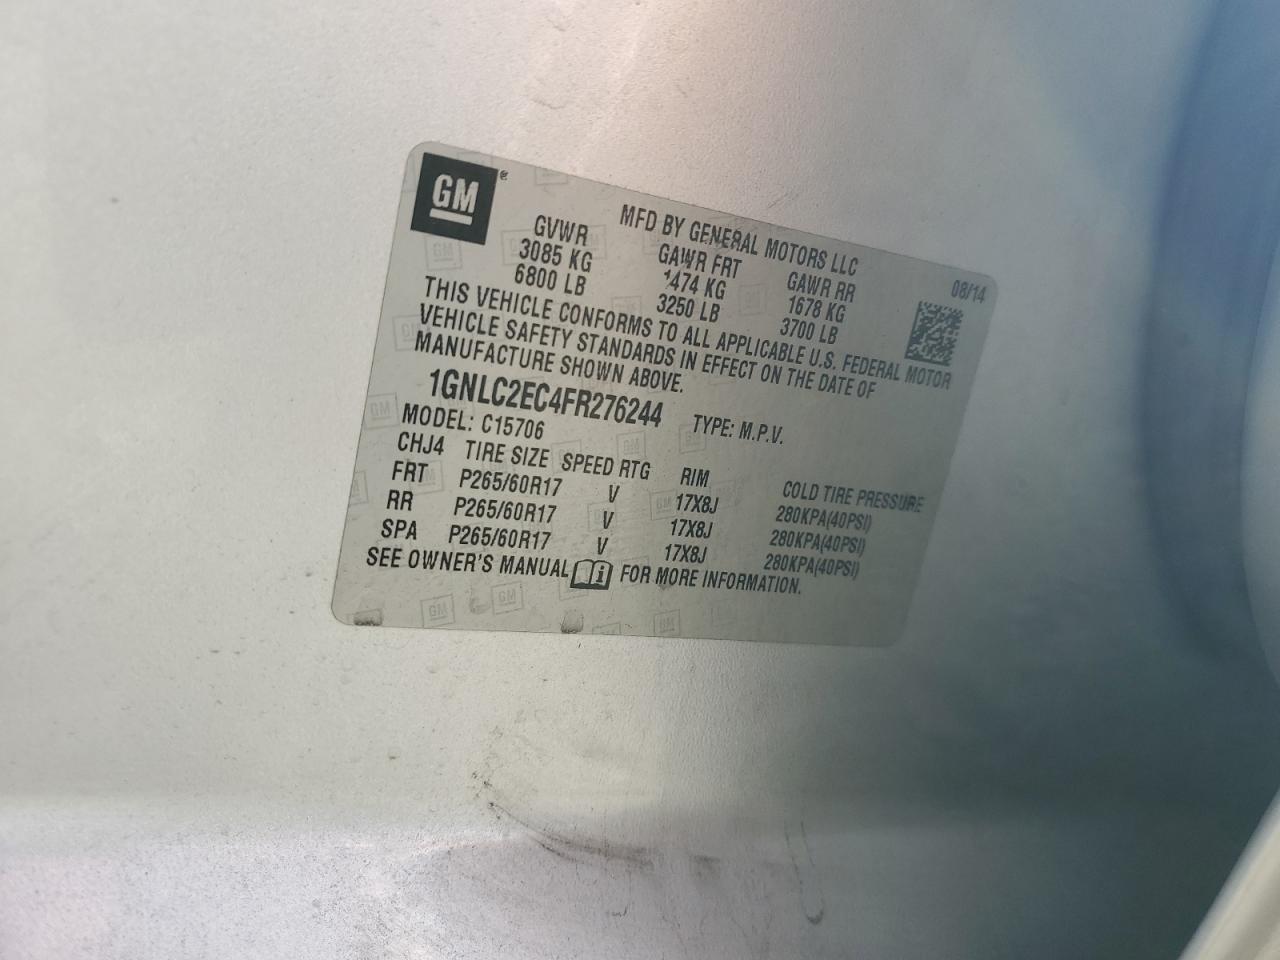 GM®
MFD BY GENERAL MOTORS LLC
08/14
GVWR GAWR FRT GAWR RR
3085 KG 1474 KG 1678 KG
6800 LB 3250 LB 3700 LB
THIS VEHICLE CONFORMS TO ALL APPLICABLE U.S. FEDERAL MOTOR
VEHICLE SAFETY STANDARDS IN EFFECT ON THE DATE OF
MANUFACTURE SHOWN ABOVE.
1GNLC2EC4FR276244 TYPE: M.P.V.
MODEL: C15706
CHJ4 TIRE SIZE SPEED RTG RIM COLD TIRE PRESSURE
FRT P265/60R17 V 17X8J 280KPA(40PSI)
RR P265/60R17 V 17X8J 280KPA(40PSI)
SPA P265/60R17 V 17X8J 280KPA(40PSI)
SEE OWNER'S MANUAL FOR MORE INFORMATION.